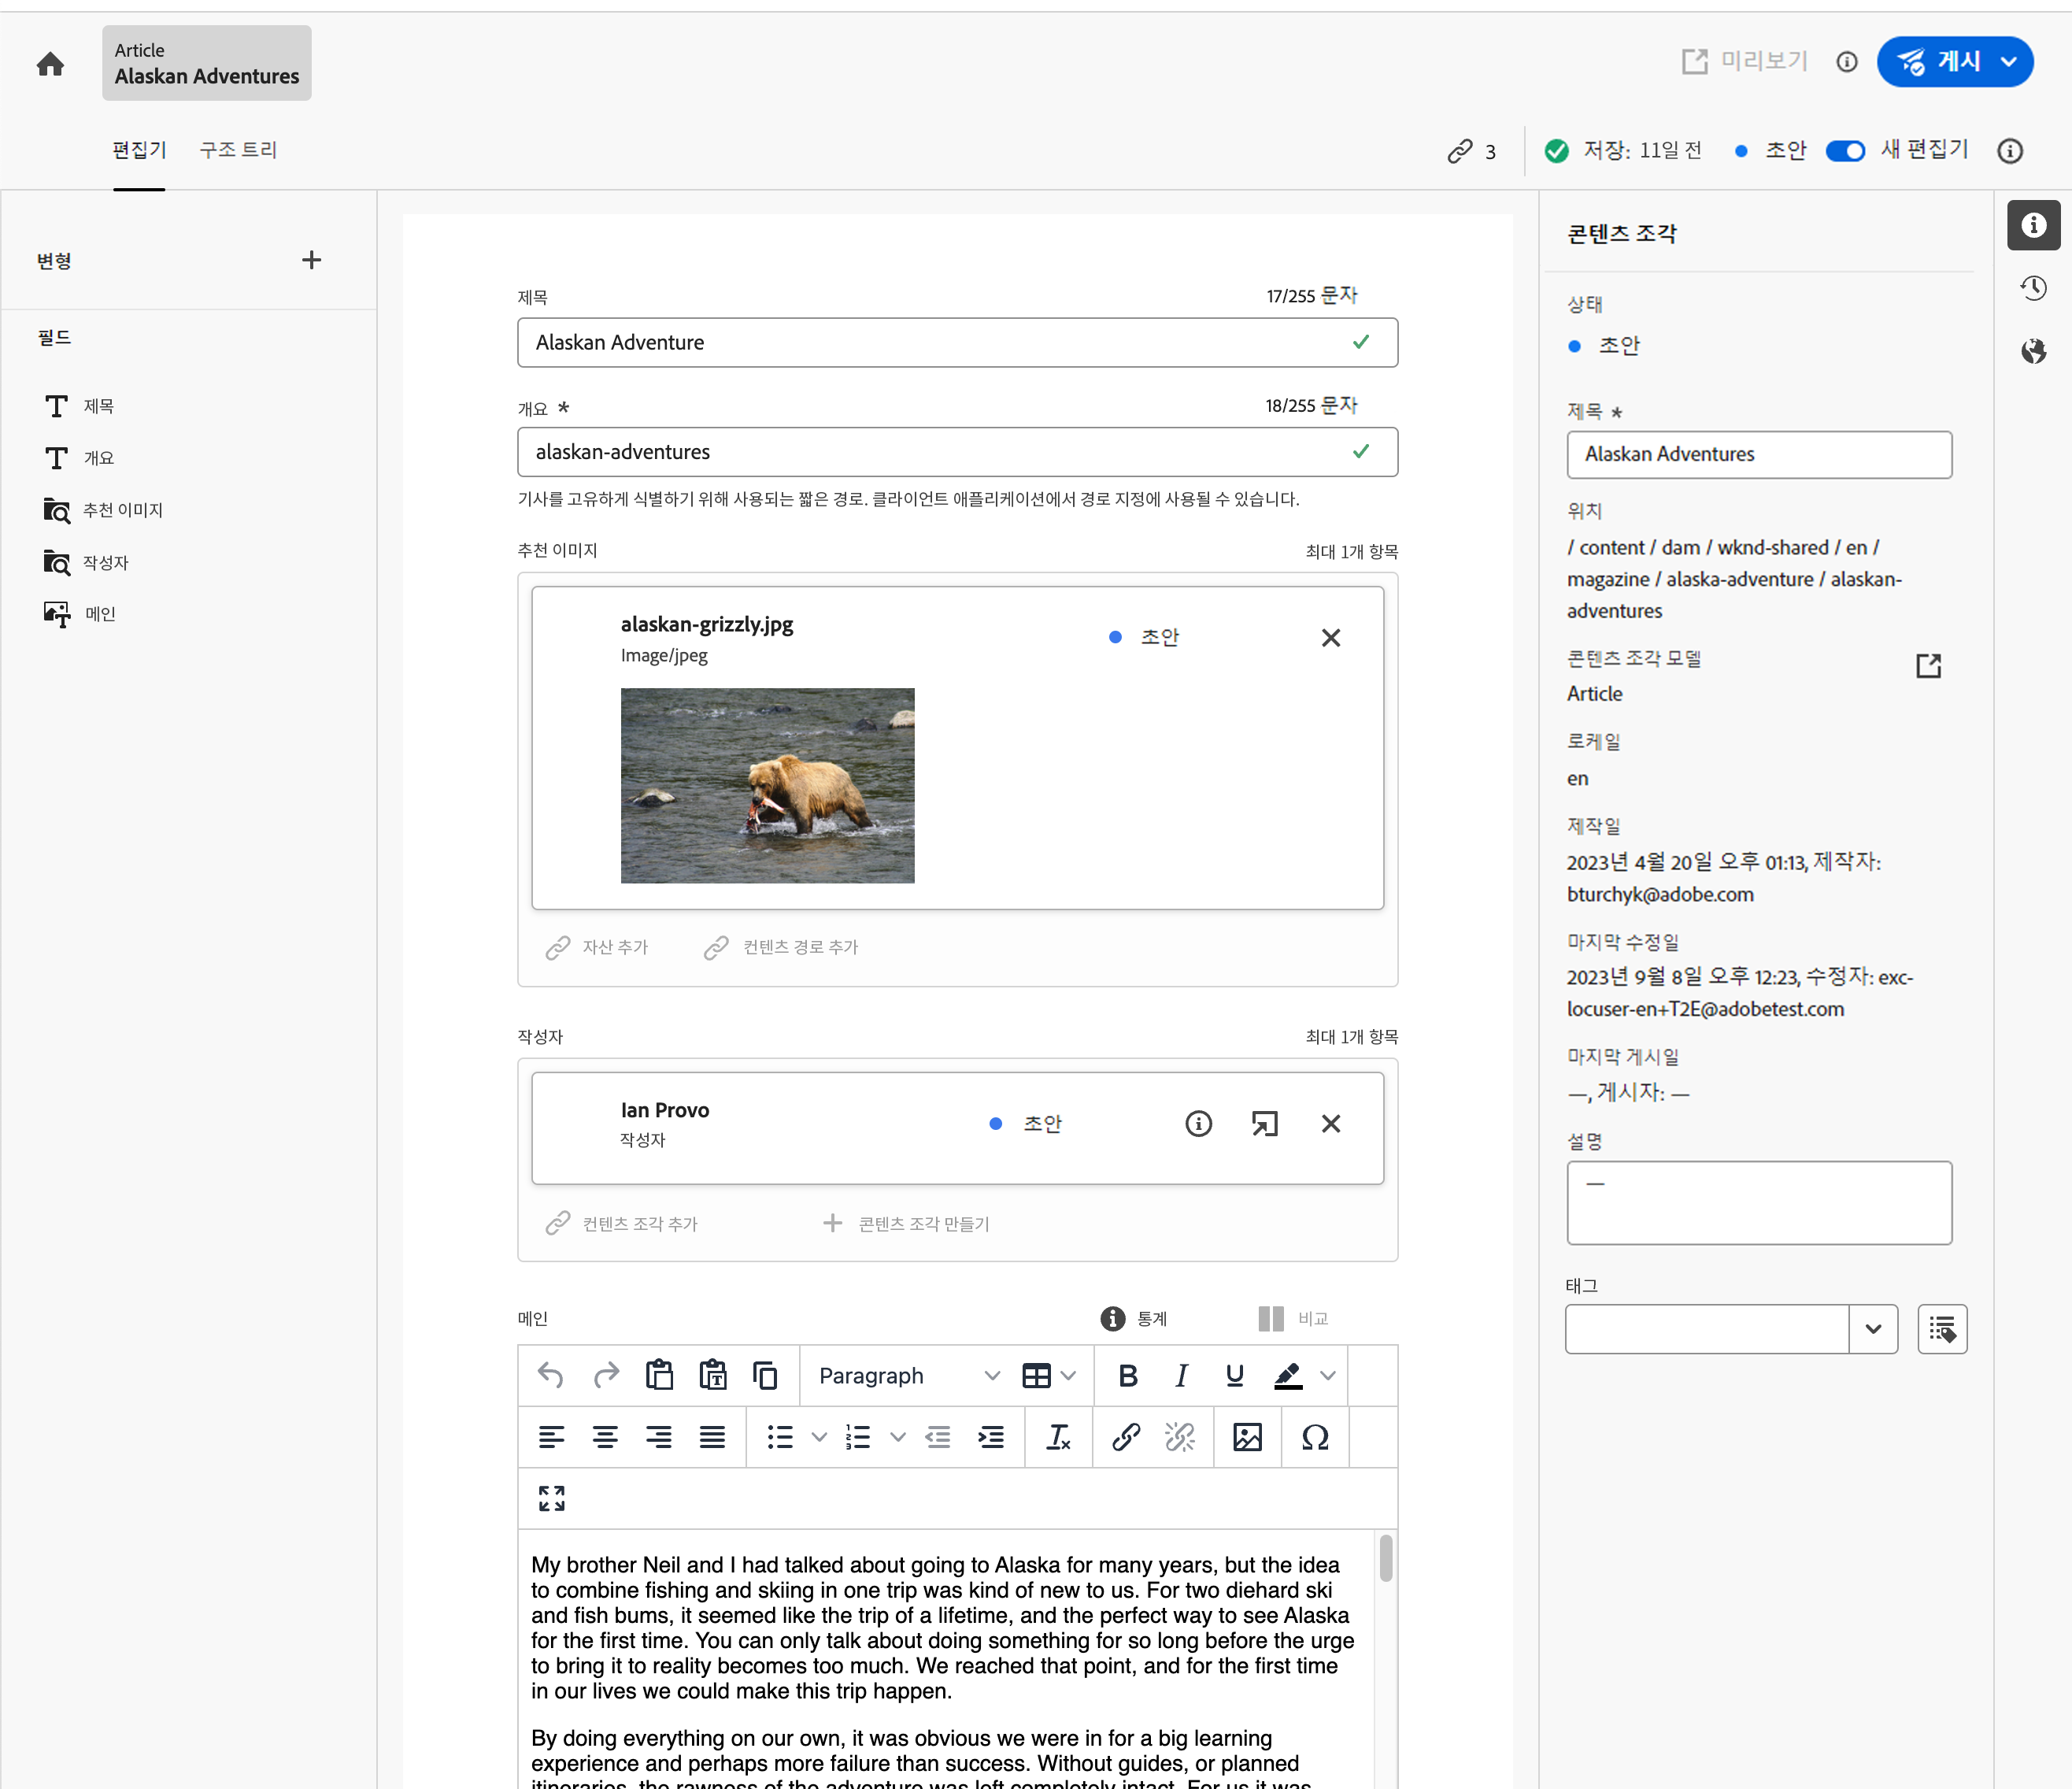 Article
Alaskan Adventures
미리보기
게시
편집기
구조 트리
3
저장: 11일 전
초안
새 편집기
변형
필드
제목
개요
추천 이미지
작성자
메인
제목
17/255 문자
Alaskan Adventure
개요 *
18/255 문자
alaskan-adventures
기사를 고유하게 식별하기 위해 사용되는 짧은 경로. 클라이언트 애플리케이션에서 경로 지정에 사용될 수 있습니다.
추천 이미지
최대 1개 항목
alaskan-grizzly.jpg
Image/jpeg
초안
자산 추가
컨텐츠 경로 추가
작성자
최대 1개 항목
Ian Provo
작성자
초안
컨텐츠 조각 추가
콘텐츠 조각 만들기
메인
통계
비교
Paragraph
My brother Neil and I had talked about going to Alaska for many years, but the idea
to combine fishing and skiing in one trip was kind of new to us. For two diehard ski
and fish bums, it seemed like the trip of a lifetime, and the perfect way to see Alaska
for the first time. You can only talk about doing something for so long before the urge
to bring it to reality becomes too much. We reached that point, and for the first time
in our lives we could make this trip happen.
By doing everything on our own, it was obvious we were in for a big learning
experience and perhaps more failure than success. Without guides, or planned
itineraries, the rawness of the adventure was left completely intact. For us it was
콘텐츠 조각
상태
초안
제목 *
Alaskan Adventures
위치
/ content / dam / wknd-shared / en /
magazine / alaska-adventure / alaskan-
adventures
콘텐츠 조각 모델
Article
로케일
en
제작일
2023년 4월 20일 오후 01:13, 제작자:
bturchyk@adobe.com
마지막 수정일
2023년 9월 8일 오후 12:23, 수정자: exc-
locuser-en+T2E@adobetest.com
마지막 게시일
—, 게시자: —
설명
—
태그